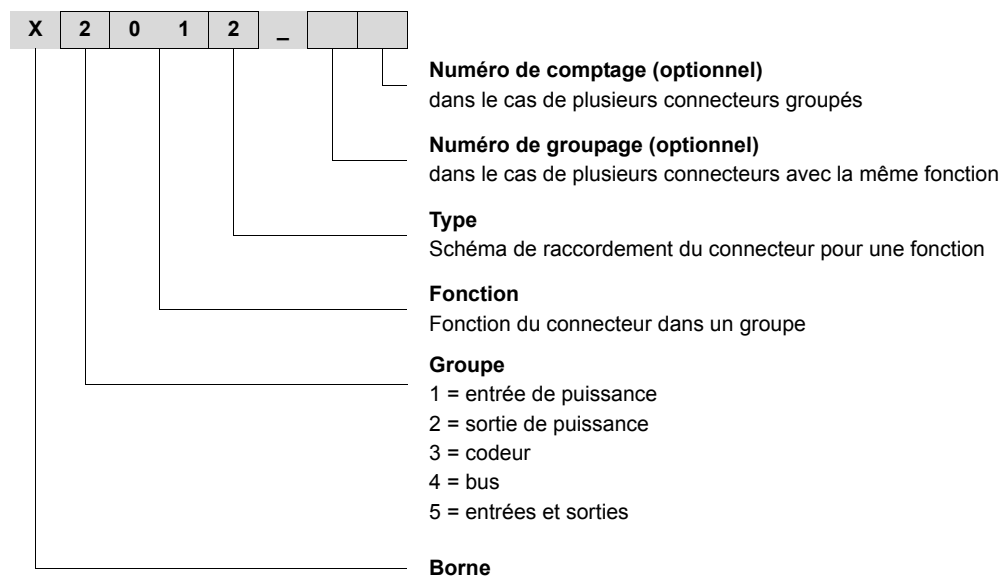 X 2 0 1 2 _
Numéro de comptage (optionnel)
dans le cas de plusieurs connecteurs groupés
Numéro de groupage (optionnel)
dans le cas de plusieurs connecteurs avec la même fonction
Type
Schéma de raccordement du connecteur pour une fonction
Fonction
Fonction du connecteur dans un groupe
Groupe
1 = entrée de puissance
2 = sortie de puissance
3 = codeur
4 = bus
5 = entrées et sorties
Borne